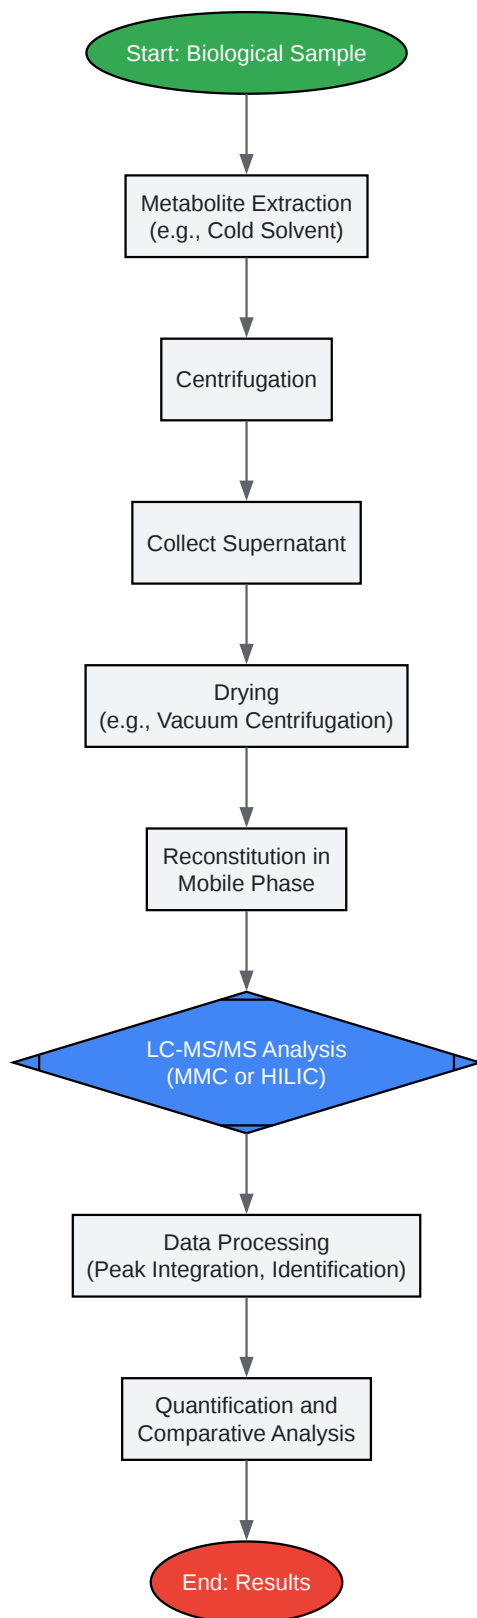 Start: Biological Sample
Metabolite Extraction
(e.g., Cold Solvent)
Centrifugation
Collect Supernatant
Drying
(e.g., Vacuum Centrifugation)
Reconstitution in
Mobile Phase
LC-MS/MS Analysis
(MMC or HILIC)
Data Processing
(Peak Integration, Identification)
Quantification and
Comparative Analysis
End: Results